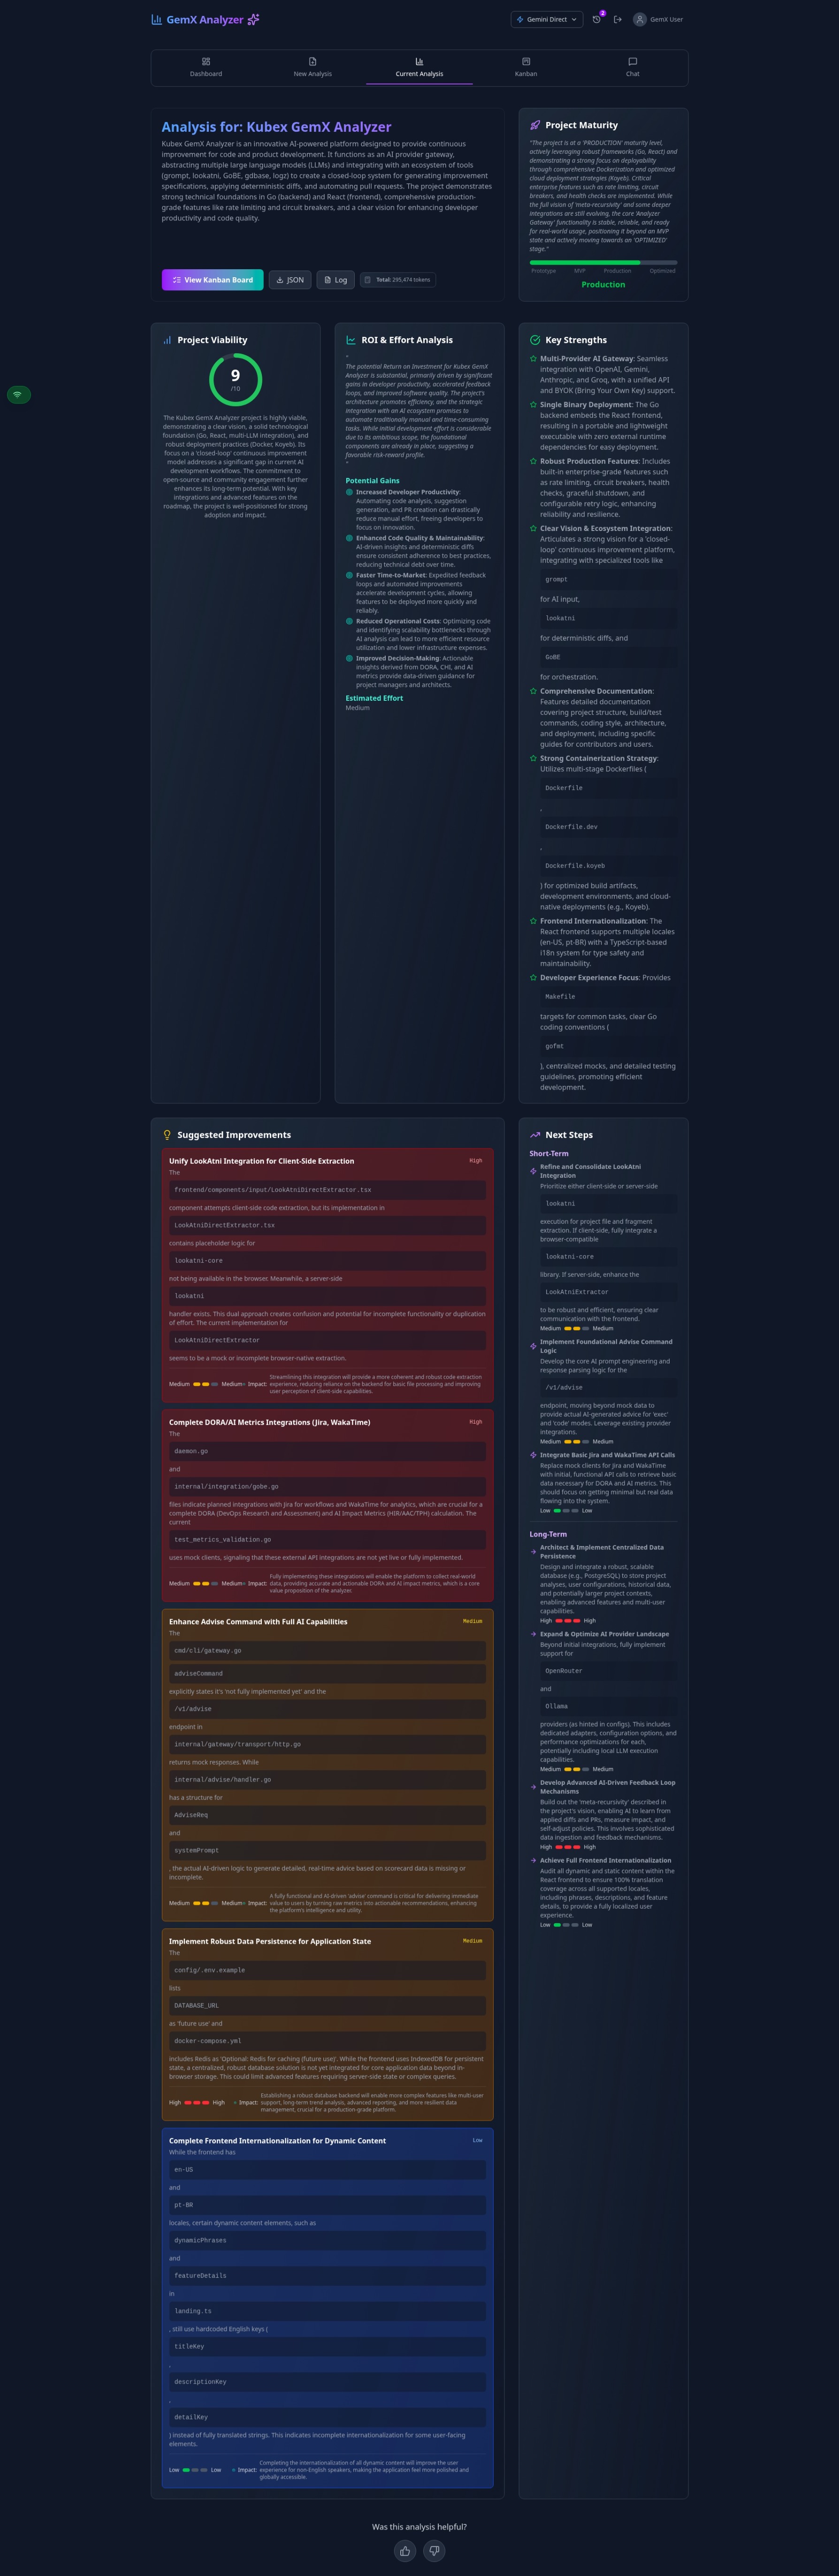 GemX Analyzer
Gemini Direct
2
GemX User
Dashboard
New Analysis
Current Analysis
Kanban
Chat
Analysis for: Kubex GemX Analyzer
Kubex GemX Analyzer is an innovative AI-powered platform designed to provide continuous
improvement for code and product development. It functions as an AI provider gateway,
abstracting multiple large language models (LLMs) and integrating with an ecosystem of tools
(grompt, lookatni, GoBE, gdbase, logz) to create a closed-loop system for generating improvement
specifications, applying deterministic diffs, and automating pull requests. The project demonstrates
strong technical foundations in Go (backend) and React (frontend), comprehensive production-
grade features like rate limiting and circuit breakers, and a clear vision for enhancing developer
productivity and code quality.
View Kanban Board
JSON
Log
Total: 295,474 tokens
Project Maturity
"The project is at a 'PRODUCTION' maturity level,
actively leveraging robust frameworks (Go, React) and
demonstrating a strong focus on deployability
through comprehensive Dockerization and optimized
cloud deployment strategies (Koyeb). Critical
enterprise features such as rate limiting, circuit
breakers, and health checks are implemented. While
the full vision of 'meta-recursivity' and some deeper
integrations are still evolving, the core 'Analyzer
Gateway' functionality is stable, reliable, and ready
for real-world usage, positioning it beyond an MVP
state and actively moving towards an 'OPTIMIZED'
stage."
Prototype
MVP
Production
Optimized
Production
Project Viability
9
/10
The Kubex GemX Analyzer project is highly viable,
demonstrating a clear vision, a solid technological
foundation (Go, React, multi-LLM integration), and
robust deployment practices (Docker, Koyeb). Its
focus on a 'closed-loop' continuous improvement
model addresses a significant gap in current AI
development workflows. The commitment to
open-source and community engagement further
enhances its long-term potential. With key
integrations and advanced features on the
roadmap, the project is well-positioned for strong
adoption and impact.
ROI & Effort Analysis
"
The potential Return on Investment for Kubex GemX
Analyzer is substantial, primarily driven by significant
gains in developer productivity, accelerated feedback
loops, and improved software quality. The project's
architecture promotes efficiency, and the strategic
integration with an AI ecosystem promises to
automate traditionally manual and time-consuming
tasks. While initial development effort is considerable
due to its ambitious scope, the foundational
components are already in place, suggesting a
favorable risk-reward profile.
"
Potential Gains
Increased Developer Productivity:
Automating code analysis, suggestion
generation, and PR creation can drastically
reduce manual effort, freeing developers to
focus on innovation.
Enhanced Code Quality & Maintainability:
AI-driven insights and deterministic diffs
ensure consistent adherence to best practices,
reducing technical debt over time.
Faster Time-to-Market: Expedited feedback
loops and automated improvements
accelerate development cycles, allowing
features to be deployed more quickly and
reliably.
Reduced Operational Costs: Optimizing code
and identifying scalability bottlenecks through
AI analysis can lead to more efficient resource
utilization and lower infrastructure expenses.
Improved Decision-Making: Actionable
insights derived from DORA, CHI, and AI
metrics provide data-driven guidance for
project managers and architects.
Estimated Effort
Medium
Key Strengths
Multi-Provider AI Gateway: Seamless
integration with OpenAI, Gemini,
Anthropic, and Groq, with a unified API
and BYOK (Bring Your Own Key) support.
Single Binary Deployment: The Go
backend embeds the React frontend,
resulting in a portable and lightweight
executable with zero external runtime
dependencies for easy deployment.
Robust Production Features: Includes
built-in enterprise-grade features such
as rate limiting, circuit breakers, health
checks, graceful shutdown, and
configurable retry logic, enhancing
reliability and resilience.
Clear Vision & Ecosystem Integration:
Articulates a strong vision for a 'closed-
loop' continuous improvement platform,
integrating with specialized tools like
grompt
for AI input,
lookatni
for deterministic diffs, and
GoBE
for orchestration.
Comprehensive Documentation:
Features detailed documentation
covering project structure, build/test
commands, coding style, architecture,
and deployment, including specific
guides for contributors and users.
Strong Containerization Strategy:
Utilizes multi-stage Dockerfiles (
Dockerfile
,
Dockerfile.dev
,
Dockerfile.koyeb
) for optimized build artifacts,
development environments, and cloud-
native deployments (e.g., Koyeb).
Frontend Internationalization: The
React frontend supports multiple locales
(en-US, pt-BR) with a TypeScript-based
i18n system for type safety and
maintainability.
Developer Experience Focus: Provides
Makefile
targets for common tasks, clear Go
coding conventions (
gofmt
), centralized mocks, and detailed testing
guidelines, promoting efficient
development.
Suggested Improvements
Unify LookAtni Integration for Client-Side Extraction
High
The
frontend/components/input/LookAtniDirectExtractor.tsx
component attempts client-side code extraction, but its implementation in
LookAtniDirectExtractor.tsx
contains placeholder logic for
lookatni-core
not being available in the browser. Meanwhile, a server-side
lookatni
handler exists. This dual approach creates confusion and potential for incomplete functionality or duplication
of effort. The current implementation for
LookAtniDirectExtractor
seems to be a mock or incomplete browser-native extraction.
Medium
Medium
Impact:
Streamlining this integration will provide a more coherent and robust code extraction
experience, reducing reliance on the backend for basic file processing and improving
user perception of client-side capabilities.
Complete DORA/AI Metrics Integrations (Jira, WakaTime)
High
The
daemon.go
and
internal/integration/gobe.go
files indicate planned integrations with Jira for workflows and WakaTime for analytics, which are crucial for a
complete DORA (DevOps Research and Assessment) and AI Impact Metrics (HIR/AAC/TPH) calculation. The
current
test_metrics_validation.go
uses mock clients, signaling that these external API integrations are not yet live or fully implemented.
Medium
Medium
Impact:
Fully implementing these integrations will enable the platform to collect real-world
data, providing accurate and actionable DORA and AI impact metrics, which is a core
value proposition of the analyzer.
Enhance Advise Command with Full AI Capabilities
Medium
The
cmd/cli/gateway.go
adviseCommand
explicitly states it's 'not fully implemented yet' and the
/v1/advise
endpoint in
internal/gateway/transport/http.go
returns mock responses. While
internal/advise/handler.go
has a structure for
AdviseReq
and
systemPrompt
, the actual AI-driven logic to generate detailed, real-time advice based on scorecard data is missing or
incomplete.
Medium
Medium
Impact:
A fully functional and AI-driven 'advise' command is critical for delivering immediate
value to users by turning raw metrics into actionable recommendations, enhancing
the platform's intelligence and utility.
Implement Robust Data Persistence for Application State
Medium
The
config/.env.example
lists
DATABASE_URL
as 'future use' and
docker-compose.yml
includes Redis as 'Optional: Redis for caching (future use)'. While the frontend uses IndexedDB for persistent
state, a centralized, robust database solution is not yet integrated for core application data beyond in-
browser storage. This could limit advanced features requiring server-side state or complex queries.
High
High
Impact:
Establishing a robust database backend will enable more complex features like multi-user
support, long-term trend analysis, advanced reporting, and more resilient data
management, crucial for a production-grade platform.
Complete Frontend Internationalization for Dynamic Content
Low
While the frontend has
en-US
and
pt-BR
locales, certain dynamic content elements, such as
dynamicPhrases
and
featureDetails
in
landing.ts
, still use hardcoded English keys (
titleKey
,
descriptionKey
,
detailKey
) instead of fully translated strings. This indicates incomplete internationalization for some user-facing
elements.
Low
Low
Impact:
Completing the internationalization of all dynamic content will improve the user
experience for non-English speakers, making the application feel more polished and
globally accessible.
Next Steps
Short-Term
Refine and Consolidate LookAtni
Integration
Prioritize either client-side or server-side
lookatni
execution for project file and fragment
extraction. If client-side, fully integrate a
browser-compatible
lookatni-core
library. If server-side, enhance the
LookAtniExtractor
to be robust and efficient, ensuring clear
communication with the frontend.
Medium
Medium
Implement Foundational Advise Command
Logic
Develop the core AI prompt engineering and
response parsing logic for the
/v1/advise
endpoint, moving beyond mock data to
provide actual AI-generated advice for 'exec'
and 'code' modes. Leverage existing provider
integrations.
Medium
Medium
Integrate Basic Jira and WakaTime API Calls
Replace mock clients for Jira and WakaTime
with initial, functional API calls to retrieve basic
data necessary for DORA and AI metrics. This
should focus on getting minimal but real data
flowing into the system.
Low
Low
Long-Term
Architect & Implement Centralized Data
Persistence
Design and integrate a robust, scalable
database (e.g., PostgreSQL) to store project
analyses, user configurations, historical data,
and potentially larger project contexts,
enabling advanced features and multi-user
capabilities.
High
High
Expand & Optimize AI Provider Landscape
Beyond initial integrations, fully implement
support for
OpenRouter
and
Ollama
providers (as hinted in configs). This includes
dedicated adapters, configuration options, and
performance optimizations for each,
potentially including local LLM execution
capabilities.
Medium
Medium
Develop Advanced AI-Driven Feedback Loop
Mechanisms
Build out the 'meta-recursivity' described in
the project's vision, enabling AI to learn from
applied diffs and PRs, measure impact, and
self-adjust policies. This involves sophisticated
data ingestion and feedback mechanisms.
High
High
Achieve Full Frontend Internationalization
Audit all dynamic and static content within the
React frontend to ensure 100% translation
coverage across all supported locales,
including phrases, descriptions, and feature
details, to provide a fully localized user
experience.
Low
Low
Was this analysis helpful?